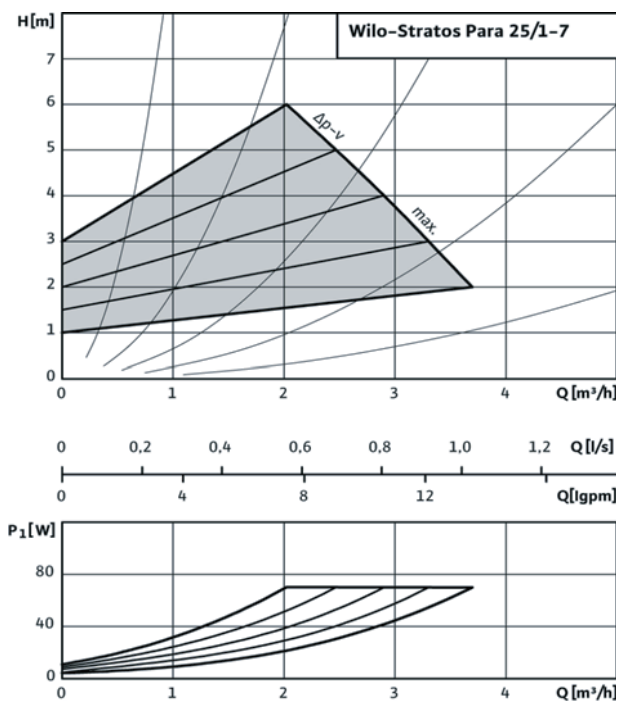 H[m]
Wilo-Stratos Para 25/1-7
7
6
Δp-v
5
4
max.
3
2
1
0
0 1 2 3 4 Q[m³/h]
0 0,2 0,4 0,6 0,8 1,0 1,2 Q[l/s]
0 4 8 12 Q[Igpm]
P₁[W]
80
40
0
0 1 2 3 4 Q[m³/h]